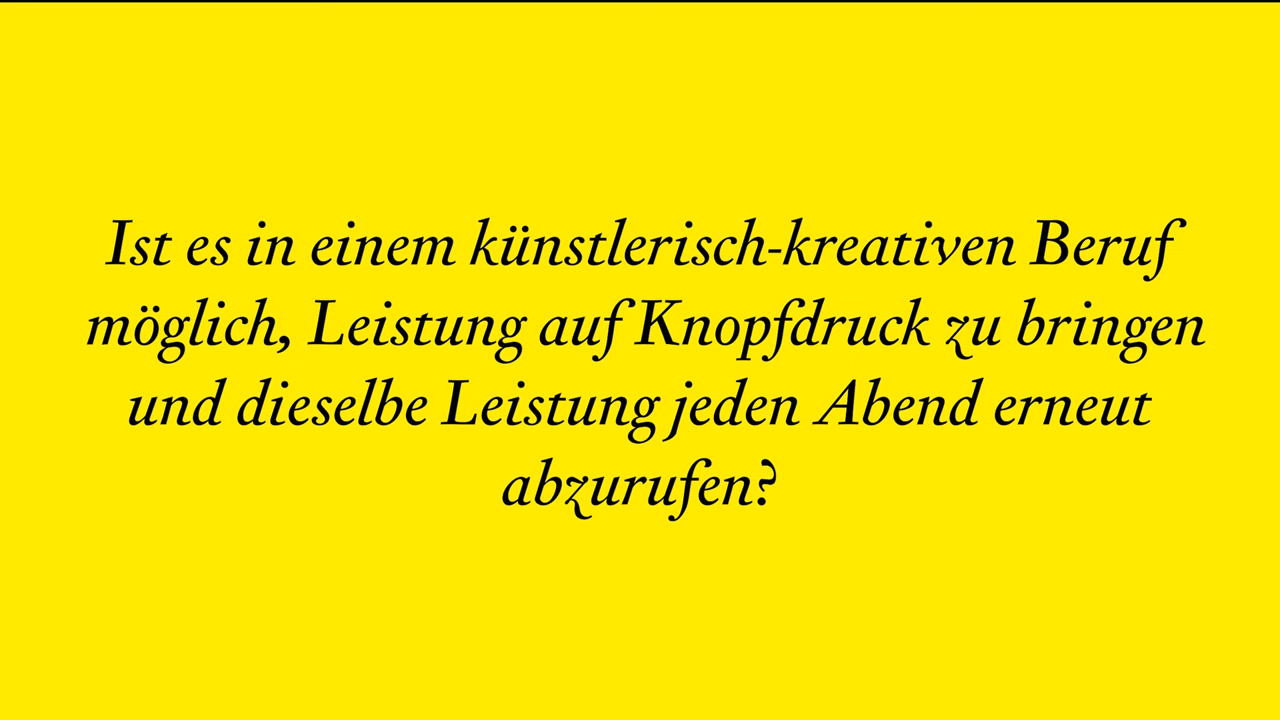 Ist es in einem künstlerisch-kreativen Beruf
möglich, Leistung auf Knopfdruck zu bringen
und dieselbe Leistung jeden Abend erneut
abzurufen?